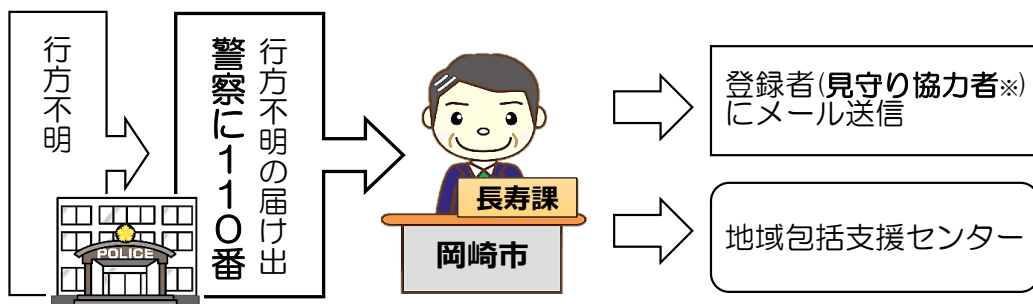 行方不明
行方不明の届け出
警察に110番
POLICE
長寿課
岡崎市
登録者(見守り協力者※)
にメール送信
地域包括支援センター